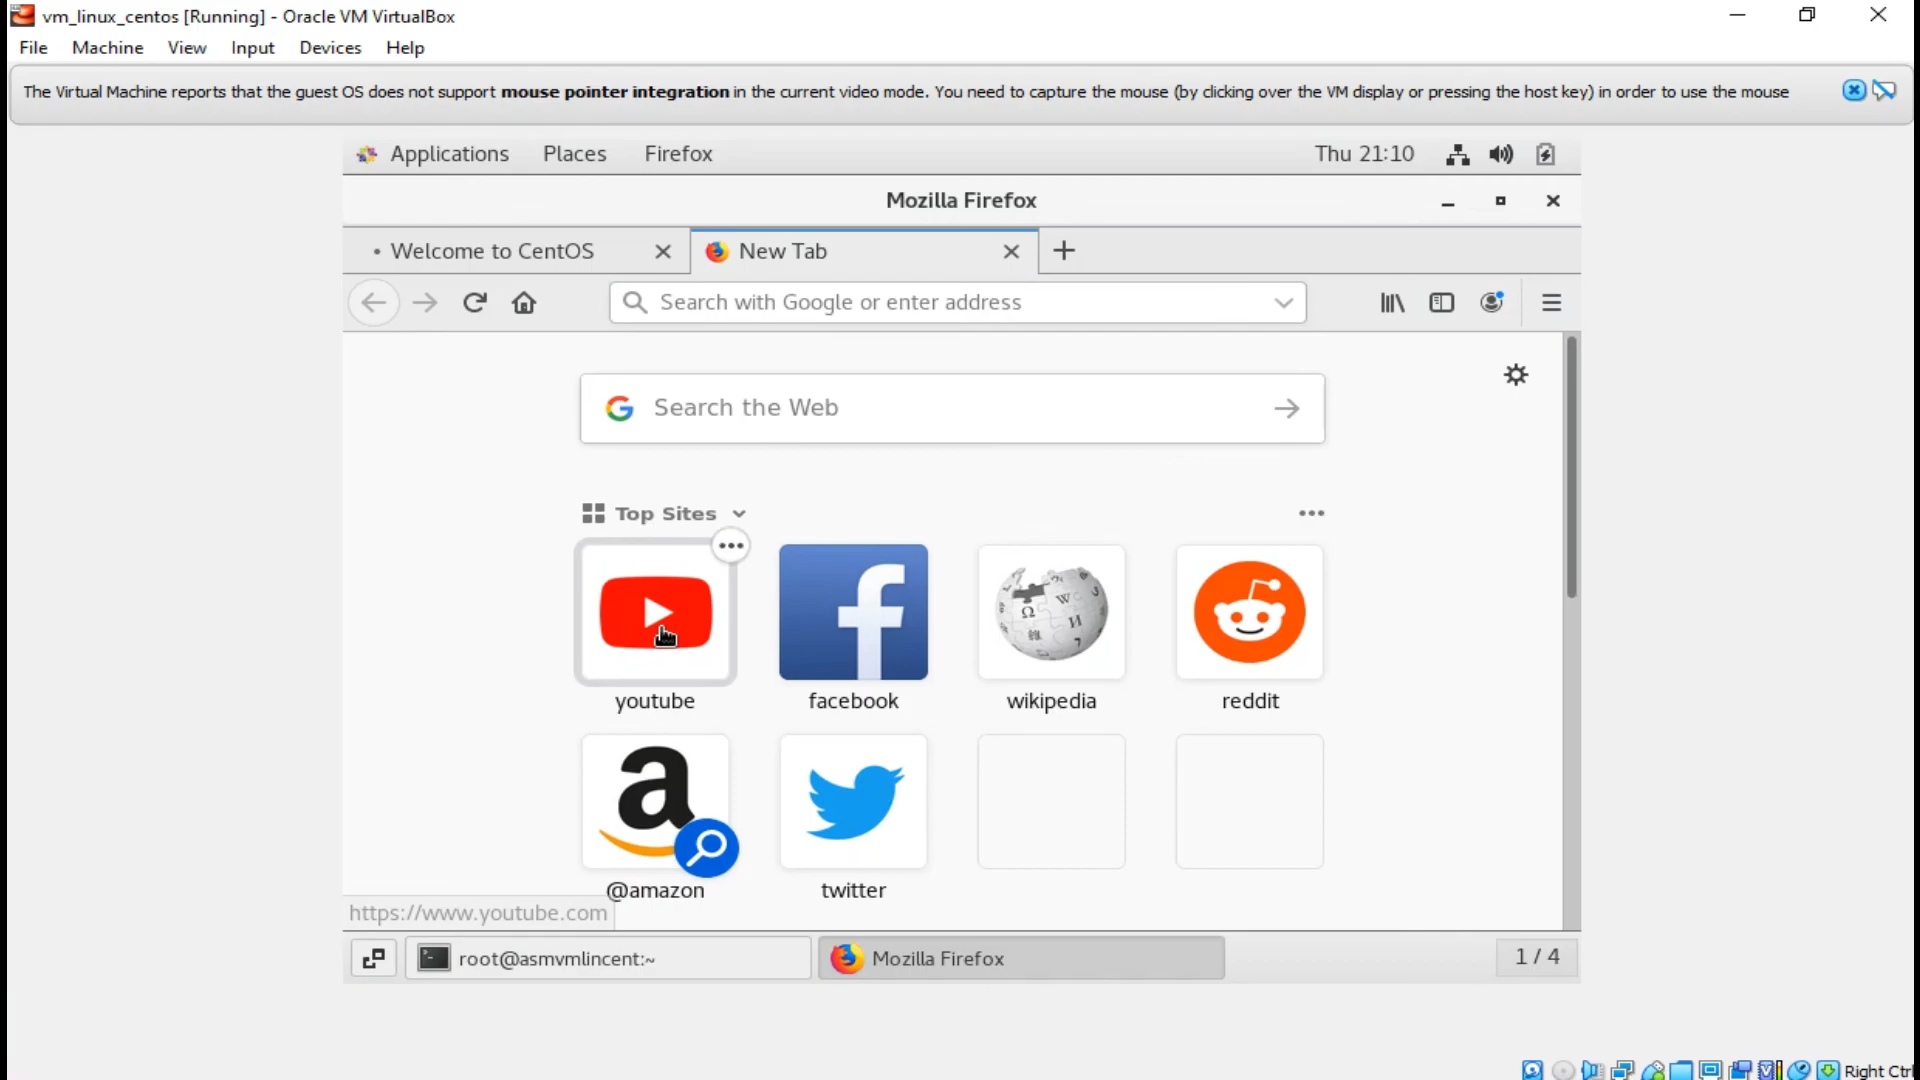 vm_linux_centos [Running] - Oracle VM VirtualBox
File Machine View Input Devices Help
The Virtual Machine reports that the guest OS does not support mouse pointer integration in the current video mode. You need to capture the mouse (by clicking over the VM display or pressing the host key) in order to use the mouse
Applications Places Firefox Thu 21:10
Mozilla Firefox
Welcome to CentOS New Tab
Search with Google or enter address
Search the Web
Top Sites
youtube facebook wikipedia reddit
@amazon twitter
https://www.youtube.com
root@asmvmlincent:~ Mozilla Firefox 1 / 4
Right Ctrl